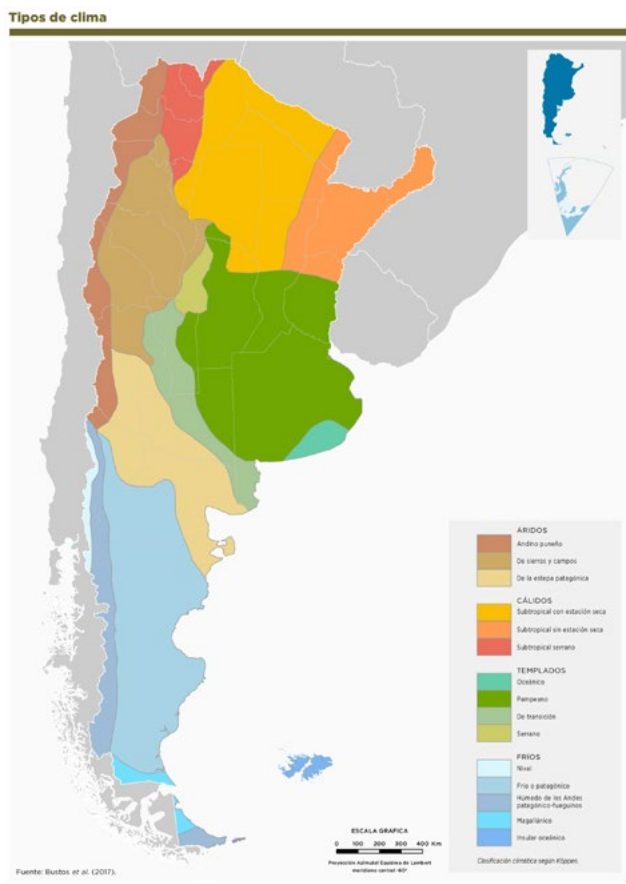 Tipos de clima
ÁRIDOS
Andino puneño
De sierras y campos
De la estepa patagónica
CÁLIDOS
Subtropical con estación seca
Subtropical sin estación seca
Subtropical serrano
TEMPLADOS
Oceánico
Pampeano
De transición
Serrano
FRÍOS
Nival
Frío o patagónico
Húmedo de los Andes
patagónico-fueguinos
Magallánico
Insular oceánico
Clasificación climática según Köppen.
ESCALA GRAFICA
0 100 200 300 400 Km
Proyección Azimutal Equiárea de Lambert
meridiano central -60°
Fuente: Bustos et al. (2017).